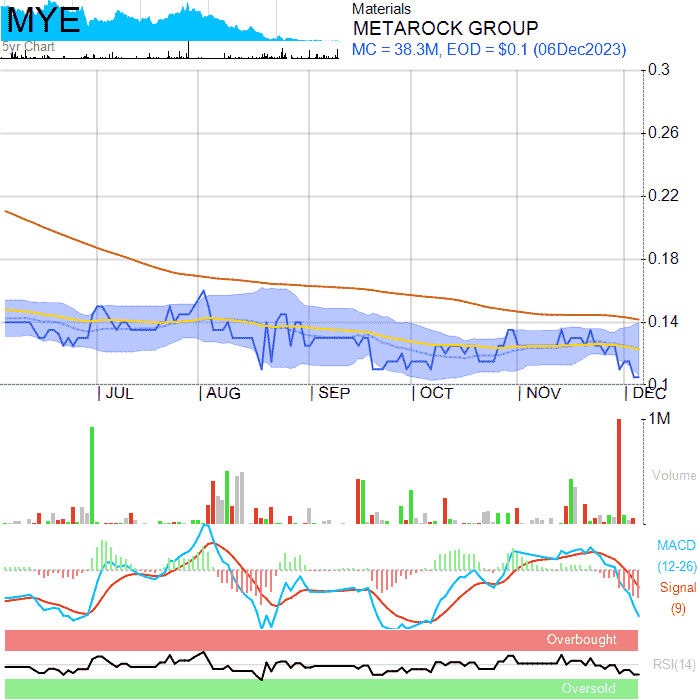 MYE
5yr Chart
Materials
METAROCK GROUP
MC = 38.3M, EOD = $0.1 (06Dec2023)
0.3
0.26
0.22
0.18
0.14
0.1
JUL AUG SEP OCT NOV DEC
1M
Volume
MACD
(12-26)
Signal
(9)
Overbought
RSI(14)
Oversold